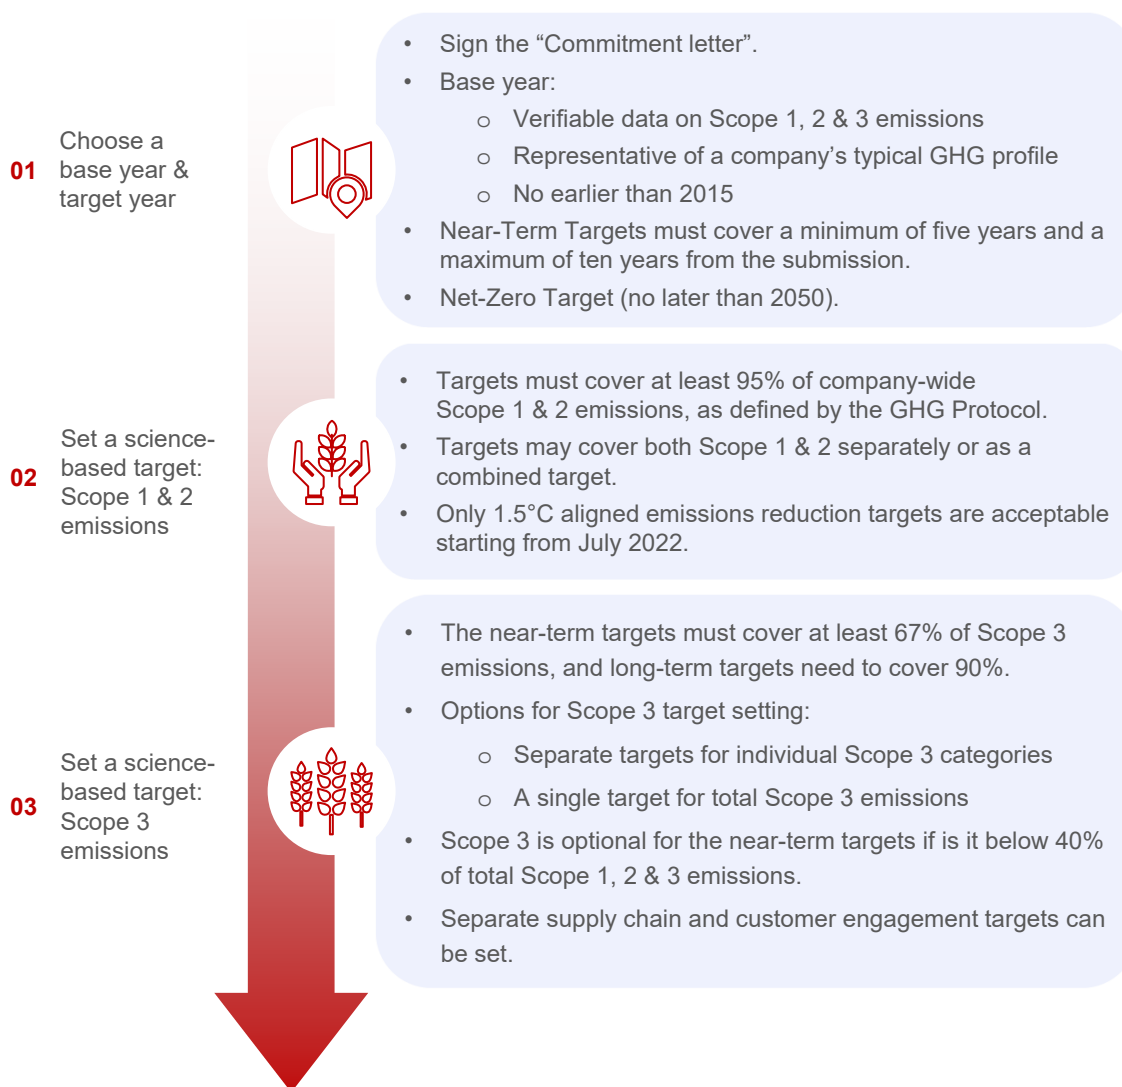 01
Choose a
base year &
target year
• Sign the “Commitment letter”.
• Base year:
o Verifiable data on Scope 1, 2 & 3 emissions
o Representative of a company’s typical GHG profile
o No earlier than 2015
• Near-Term Targets must cover a minimum of five years and a
maximum of ten years from the submission.
• Net-Zero Target (no later than 2050).
02
Set a science-
based target:
Scope 1 & 2
emissions
• Targets must cover at least 95% of company-wide
Scope 1 & 2 emissions, as defined by the GHG Protocol.
• Targets may cover both Scope 1 & 2 separately or as a
combined target.
• Only 1.5°C aligned emissions reduction targets are acceptable
starting from July 2022.
03
Set a science-
based target:
Scope 3
emissions
• The near-term targets must cover at least 67% of Scope 3
emissions, and long-term targets need to cover 90%.
• Options for Scope 3 target setting:
o Separate targets for individual Scope 3 categories
o A single target for total Scope 3 emissions
• Scope 3 is optional for the near-term targets if is it below 40%
of total Scope 1, 2 & 3 emissions.
• Separate supply chain and customer engagement targets can
be set.